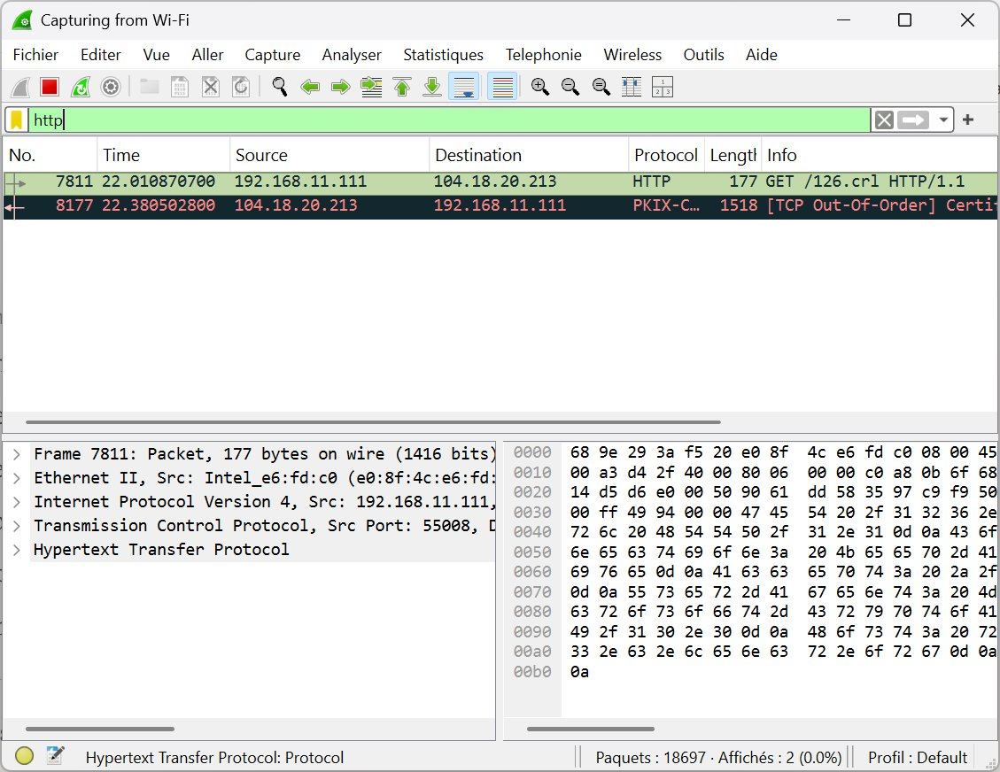 Capturing from Wi-Fi
Fichier Editer Vue Aller Capture Analyser Statistiques Telephonie Wireless Outils Aide
http
No. Time Source Destination Protocol Length Info
7811 22.010870700 192.168.11.111 104.18.20.213 HTTP 177 GET /126.crl HTTP/1.1
8177 22.380502800 104.18.20.213 192.168.11.111 PKIX-C… 1518 [TCP Out-Of-Order] Certi
Frame 7811: Packet, 177 bytes on wire (1416 bits)
Ethernet II, Src: Intel_e6:fd:c0 (e0:8f:4c:e6:fd:
Internet Protocol Version 4, Src: 192.168.11.111,
Transmission Control Protocol, Src Port: 55008, D
Hypertext Transfer Protocol
0000 68 9e 29 3a f5 20 e0 8f 4c e6 fd c0 08 00 45
0010 00 a3 d4 2f 40 00 80 06 00 00 c0 a8 0b 6f 68
0020 14 d5 d6 e0 00 50 90 61 dd 58 35 97 c9 f9 50
0030 00 ff 49 94 00 00 47 45 54 20 2f 31 32 36 2e
0040 72 6c 20 48 54 54 50 2f 31 2e 31 0d 0a 43 6f
0050 6e 65 63 74 69 6f 6e 3a 20 4b 65 65 70 2d 41
0060 69 76 65 0d 0a 41 63 63 65 70 74 3a 20 2a 2f
0070 0d 0a 55 73 65 72 2d 41 67 65 6e 74 3a 20 4d
0080 63 72 6f 73 6f 66 74 2d 43 72 79 70 74 6f 41
0090 49 2f 31 30 2e 30 0d 0a 48 6f 73 74 3a 20 72
00a0 33 2e 63 2e 6c 65 6e 63 72 2e 6f 72 67 0d 0a
00b0 0a
Hypertext Transfer Protocol: Protocol Paquets : 18697 · Affichés : 2 (0.0%) Profil : Default